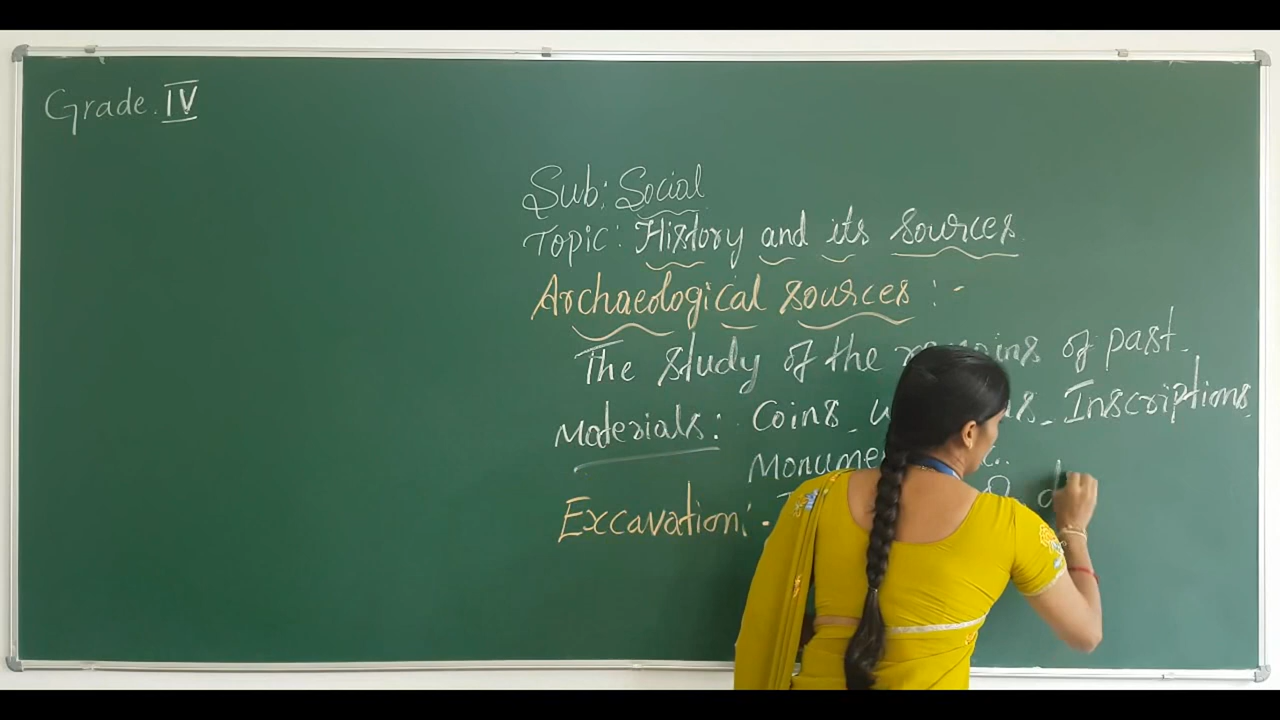 Grade. IV
Sub: Social
Topic: History and its sources
Archaeological sources :-
The study of the remains of past.
Materials: Coins, Inscriptions,
Excavation:-